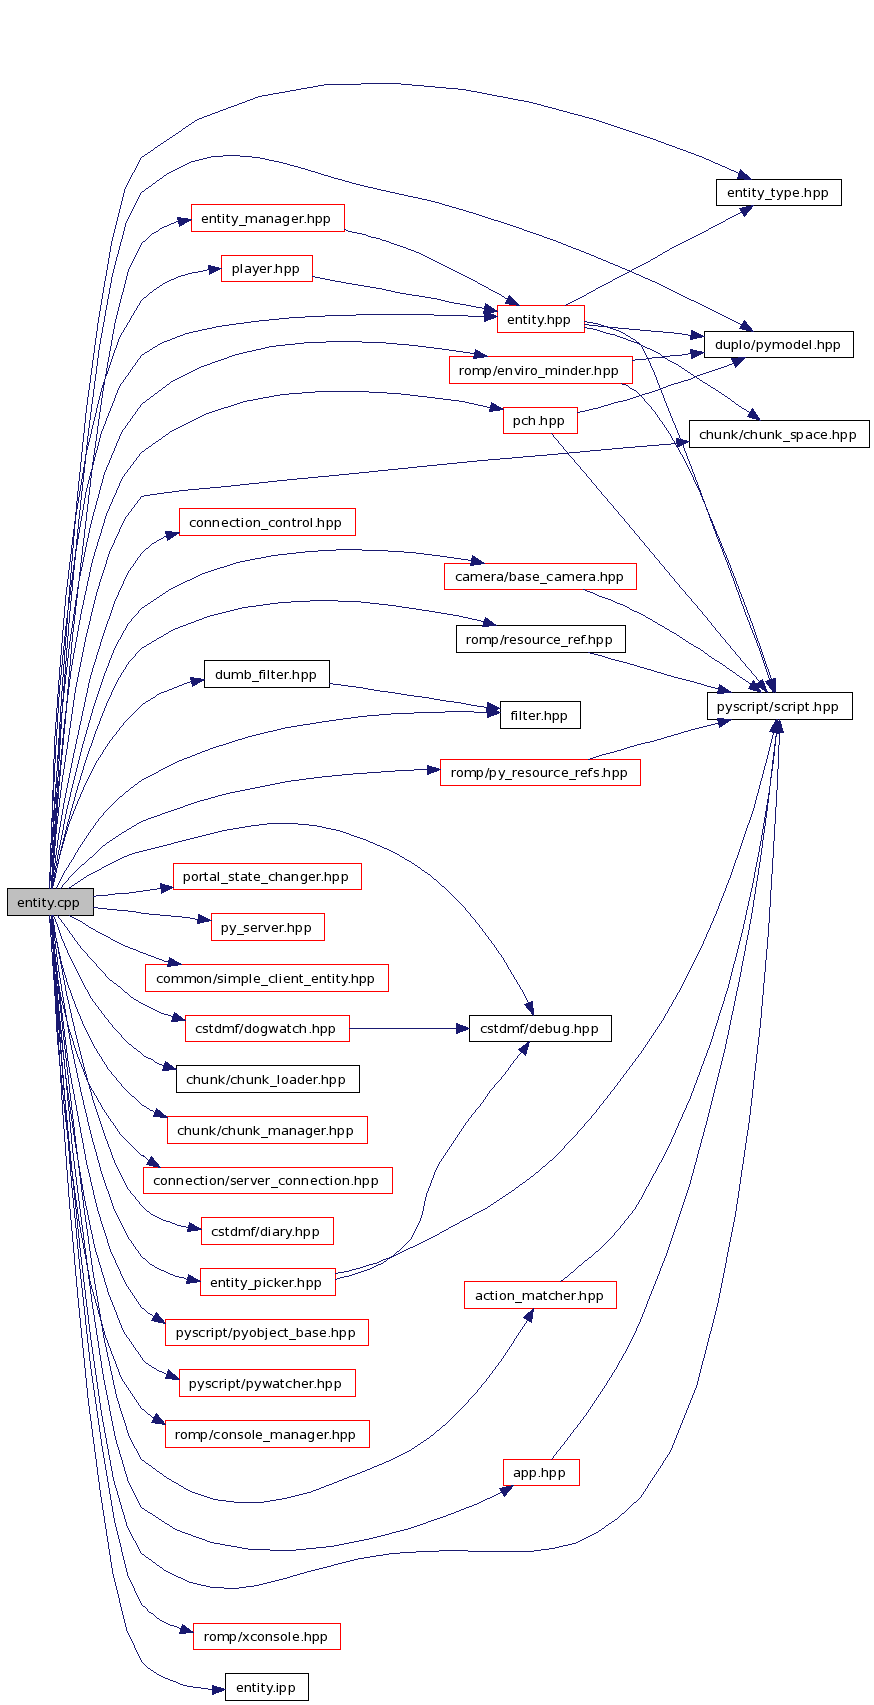 entity_type.hpp
entity_manager.hpp
player.hpp
entity.hpp
duplo/pymodel.hpp
romp/enviro_minder.hpp
pch.hpp
chunk/chunk_space.hpp
connection_control.hpp
camera/base_camera.hpp
romp/resource_ref.hpp
dumb_filter.hpp
pyscript/script.hpp
filter.hpp
romp/py_resource_refs.hpp
portal_state_changer.hpp
entity.cpp
py_server.hpp
common/simple_client_entity.hpp
cstdmf/dogwatch.hpp
cstdmf/debug.hpp
chunk/chunk_loader.hpp
chunk/chunk_manager.hpp
connection/server_connection.hpp
cstdmf/diary.hpp
entity_picker.hpp
action_matcher.hpp
pyscript/pyobject_base.hpp
pyscript/pywatcher.hpp
romp/console_manager.hpp
app.hpp
romp/xconsole.hpp
entity.ipp